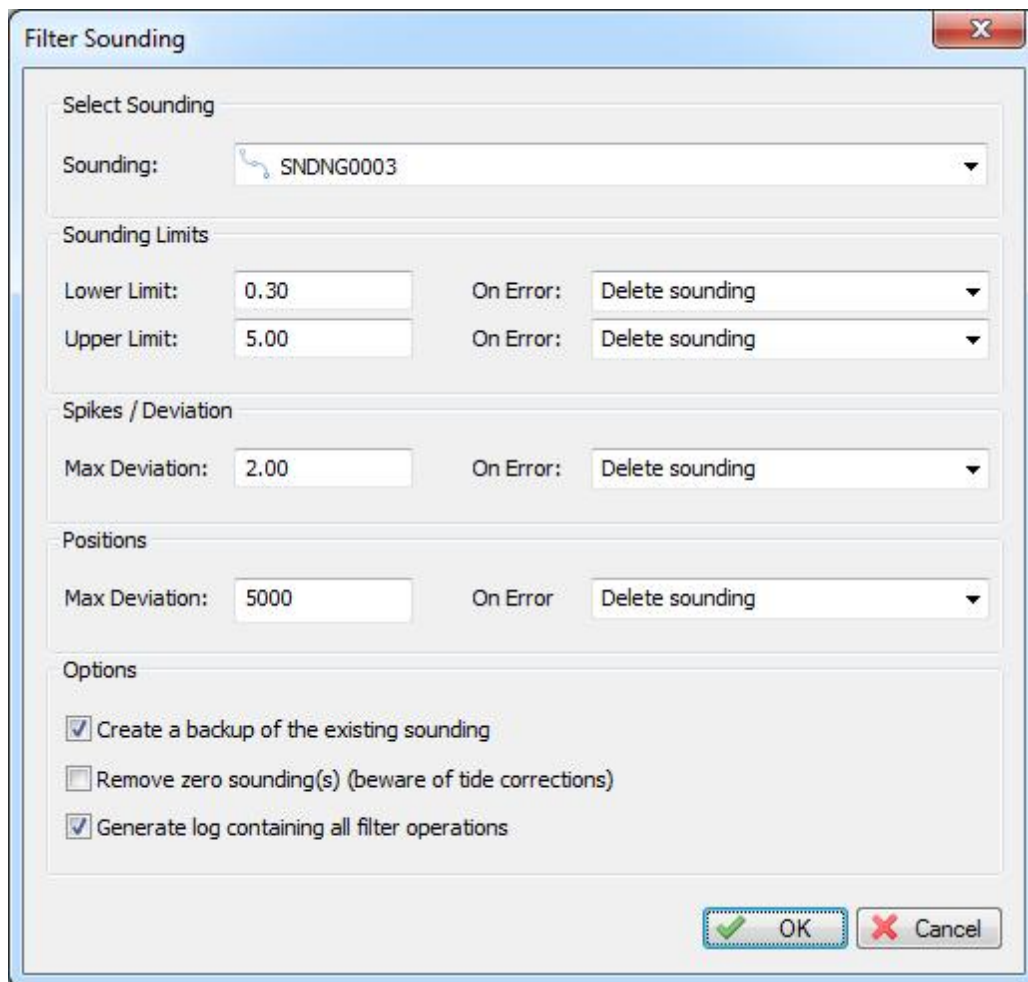 Filter Sounding
Select Sounding
Sounding: SNDNG0003
Sounding Limits
Lower Limit: 0.30 On Error: Delete sounding
Upper Limit: 5.00 On Error: Delete sounding
Spikes / Deviation
Max Deviation: 2.00 On Error: Delete sounding
Positions
Max Deviation: 5000 On Error Delete sounding
Options
Create a backup of the existing sounding
Remove zero sounding(s) (beware of tide corrections)
Generate log containing all filter operations
OK Cancel